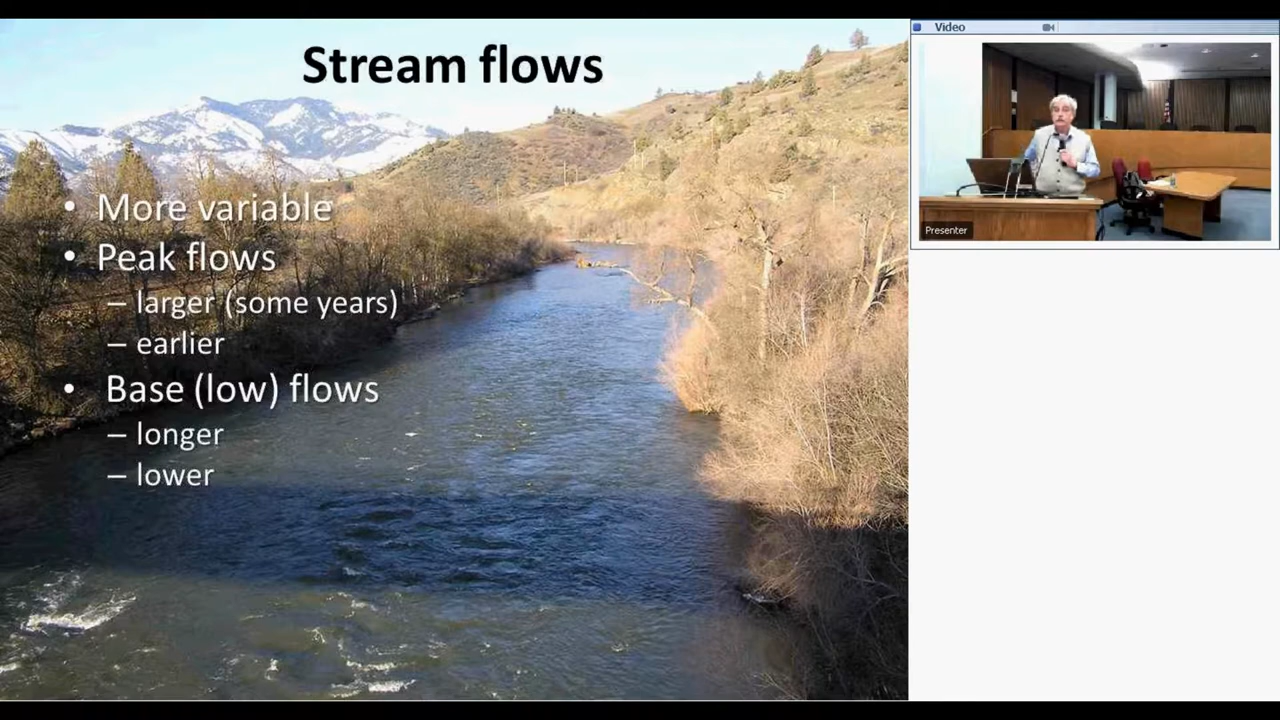 Stream flows
• More variable
• Peak flows
– larger (some years)
– earlier
• Base (low) flows
– longer
– lower
Video
Presenter